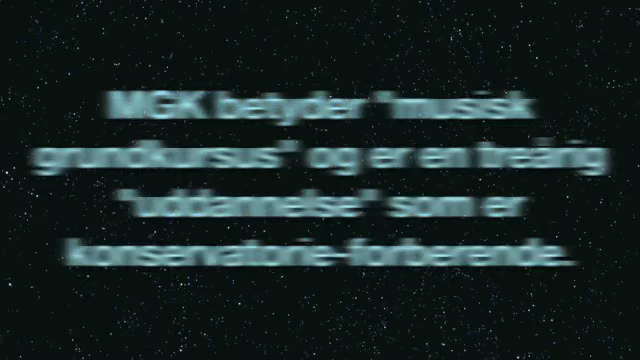 MGK betyder "musisk
grundkursus" og er en treårig
"uddannelse" som er
konservatorie-forberende.